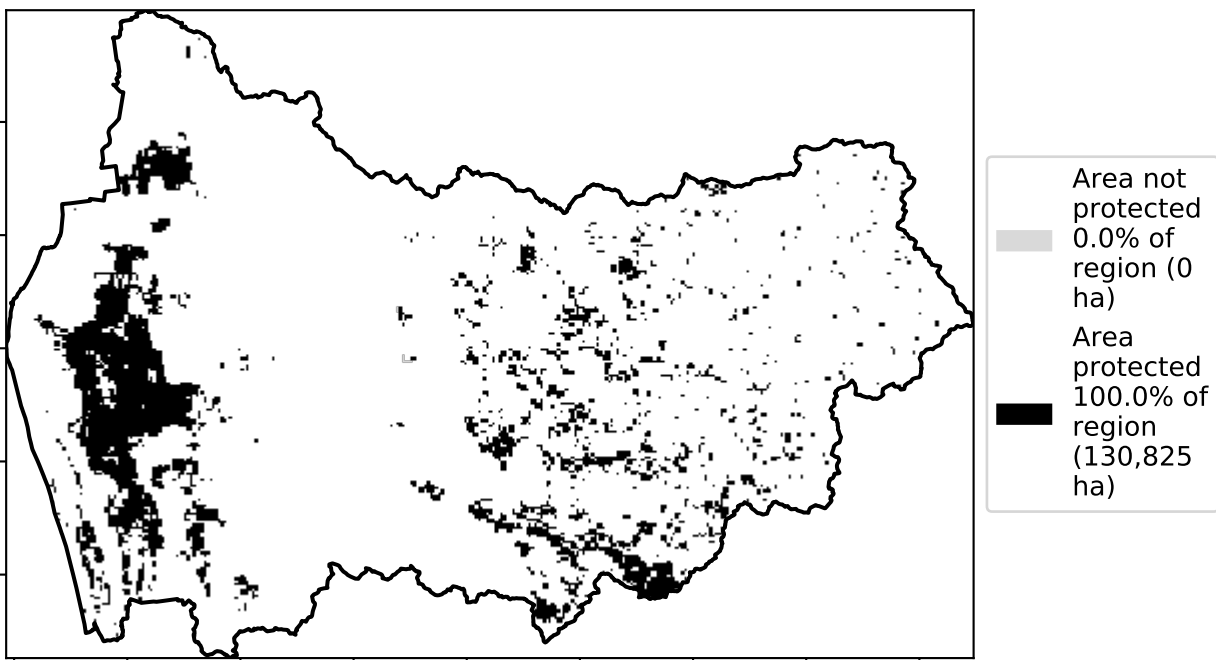 Area not
protected
0.0% of
region (0
ha)
Area
protected
100.0% of
region
(130,825
ha)